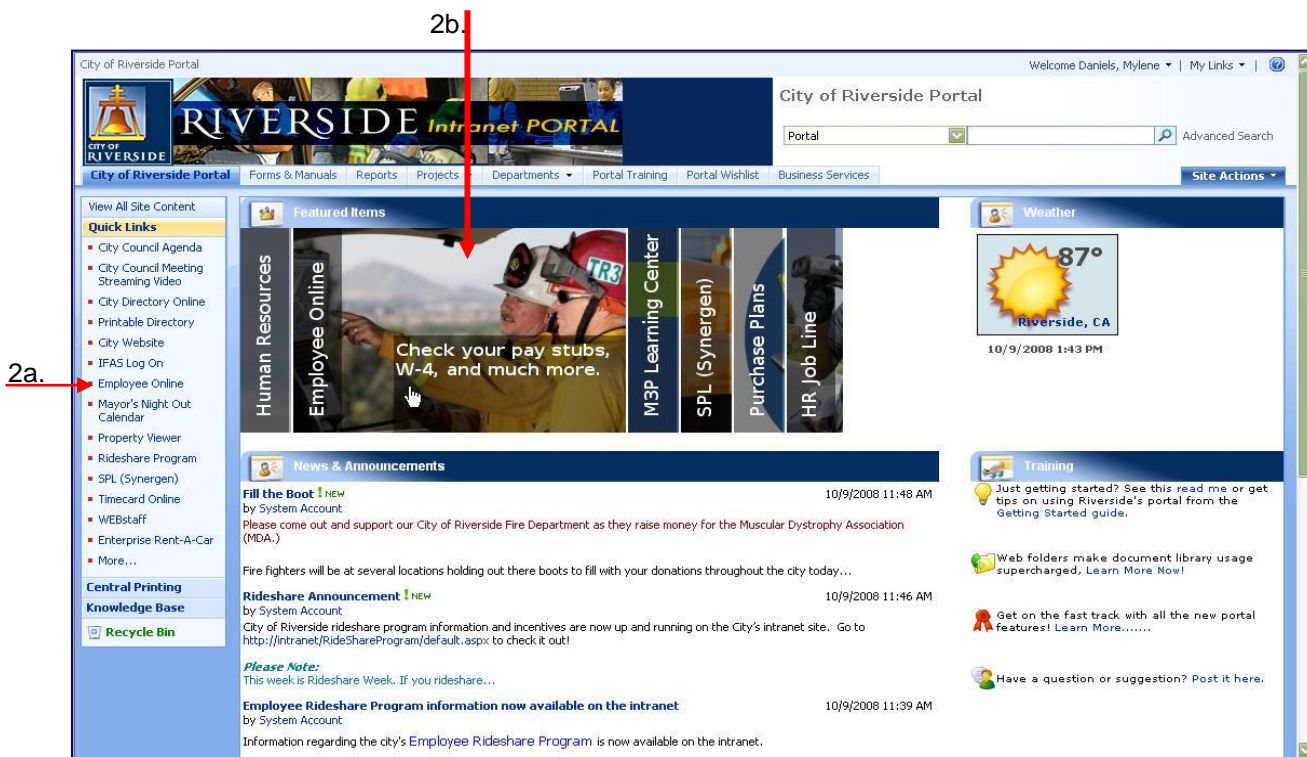 2b.
City of Riverside Portal
Welcome Daniels, Mylene | My Links |
CITY OF
RIVERSIDE
RIVERSIDE Intranet PORTAL
City of Riverside Portal
Portal
Advanced Search
City of Riverside Portal Forms & Manuals Reports Projects Departments Portal Training Portal Wishlist Business Services
Site Actions
View All Site Content
Quick Links
City Council Agenda
City Council Meeting
Streaming Video
City Directory Online
Printable Directory
City Website
IFAS Log On
2a.
Employee Online
Mayor's Night Out
Calendar
Property Viewer
Rideshare Program
SPL (Synergen)
Timecard Online
WEBstaff
Enterprise Rent-A-Car
More...
Central Printing
Knowledge Base
Recycle Bin
Featured Items
Human Resources
Employee Online
TR3
Check your pay stubs,
W-4, and much more.
M3P Learning Center
SPL (Synergen)
Purchase Plans
HR Job Line
Weather
87°
Riverside, CA
10/9/2008 1:43 PM
News & Announcements
Fill the Boot ! NEW
10/9/2008 11:48 AM
by System Account
Please come out and support our City of Riverside Fire Department as they raise money for the Muscular Dystrophy Association
(MDA.)
Fire fighters will be at several locations holding out there boots to fill with your donations throughout the city today...
Rideshare Announcement ! NEW
10/9/2008 11:46 AM
by System Account
City of Riverside rideshare program information and incentives are now up and running on the City's intranet site. Go to
http://intranet/RideShareProgram/default.aspx to check it out!
Please Note:
This week is Rideshare Week. If you rideshare...
Employee Rideshare Program information now available on the intranet
10/9/2008 11:39 AM
by System Account
Information regarding the city's Employee Rideshare Program is now available on the intranet.
Training
Just getting started? See this read me or get
tips on using Riverside's portal from the
Getting Started guide.
Web folders make document library usage
supercharged, Learn More Now!
Get on the fast track with all the new portal
features! Learn More.......
Have a question or suggestion? Post it here.